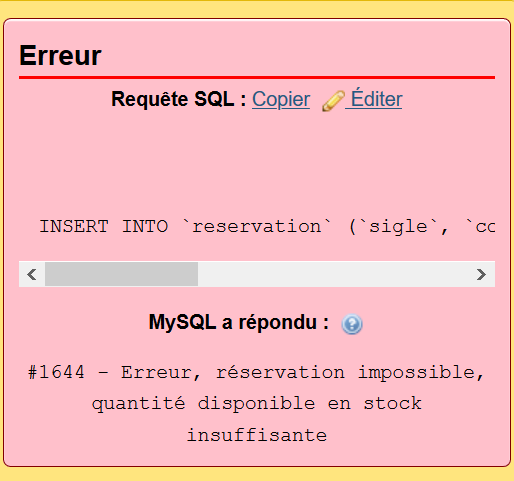 Erreur
Requête SQL : Copier Éditer
INSERT INTO `reservation` (`sigle`, `co
MySQL a répondu :
#1644 - Erreur, réservation impossible,
quantité disponible en stock
insuffisante